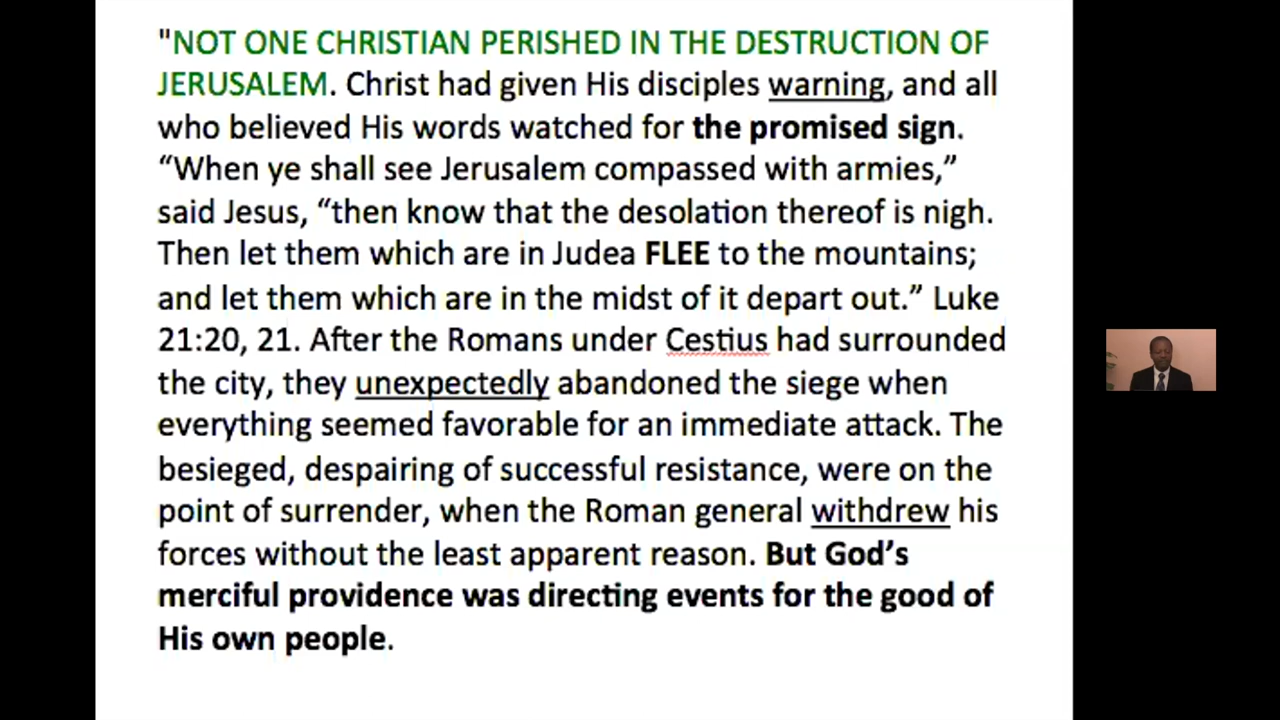 "NOT ONE CHRISTIAN PERISHED IN THE DESTRUCTION OF
JERUSALEM. Christ had given His disciples warning, and all
who believed His words watched for the promised sign.
“When ye shall see Jerusalem compassed with armies,”
said Jesus, “then know that the desolation thereof is nigh.
Then let them which are in Judea FLEE to the mountains;
and let them which are in the midst of it depart out.” Luke
21:20, 21. After the Romans under Cestius had surrounded
the city, they unexpectedly abandoned the siege when
everything seemed favorable for an immediate attack. The
besieged, despairing of successful resistance, were on the
point of surrender, when the Roman general withdrew his
forces without the least apparent reason. But God’s
merciful providence was directing events for the good of
His own people.